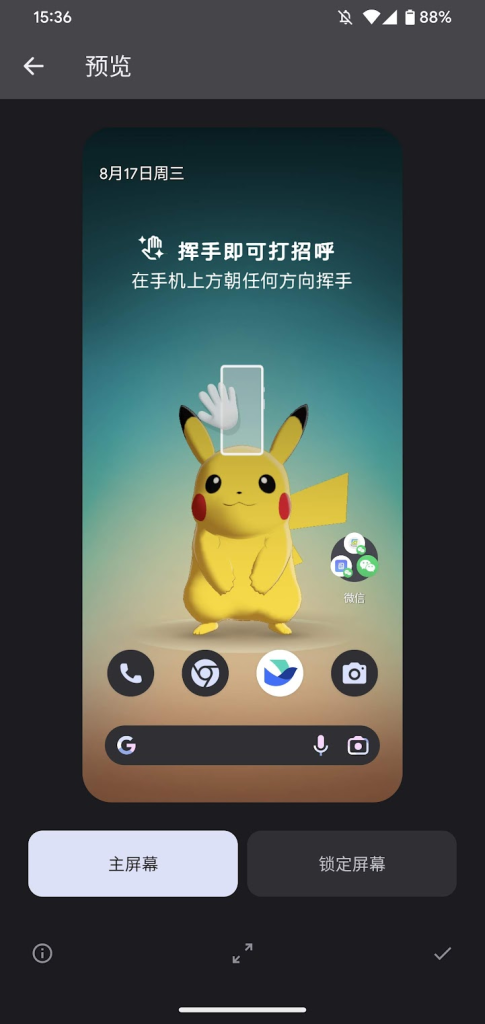 15:36
88%
预览
8月17日周三
挥手即可打招呼
在手机上方朝任何方向挥手
微信
主屏幕
锁定屏幕